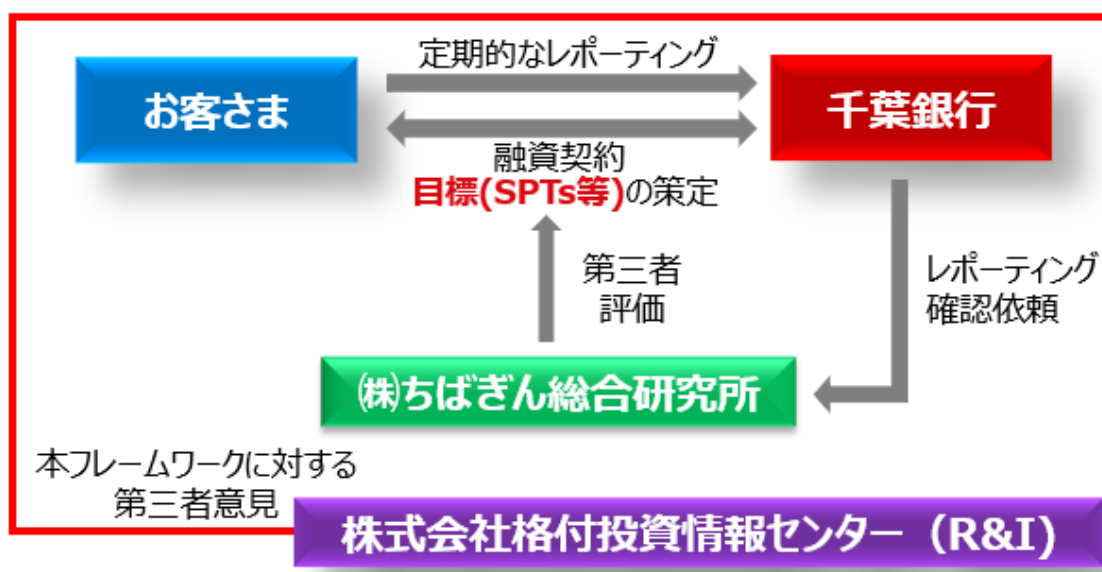 定期的なレポーティング
お客さま
千葉銀行
融資契約
目標(SPTs等)の策定
第三者
評価
レポーティング
確認依頼
㈱ちばぎん総合研究所
本フレームワークに対する
第三者意見
株式会社格付投資情報センター（R&I）